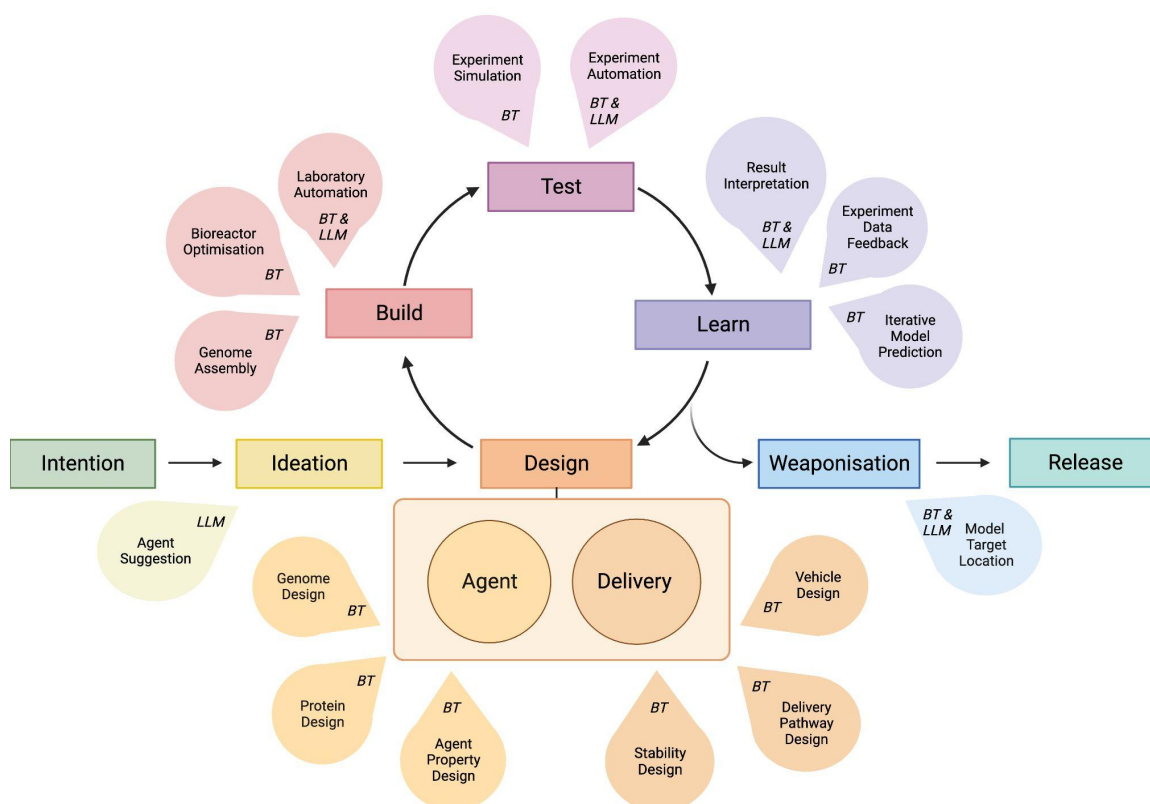 Experiment
Simulation
BT
Experiment
Automation
BT &
LLM
Test
Laboratory
Automation
BT &
LLM
Result
Interpretation
BT &
LLM
Bioreactor
Optimisation
BT
Experiment
Data
Feedback
BT
Build
Learn
Genome
Assembly
BT
BT
Iterative
Model
Prediction
Intention
Ideation
Design
Weaponisation
Release
LLM
Agent
Suggestion
BT &
LLM
Model
Target
Location
Agent
Delivery
Genome
Design
BT
Vehicle
Design
BT
BT
Protein
Design
BT
Agent
Property
Design
BT
Stability
Design
BT
Delivery
Pathway
Design